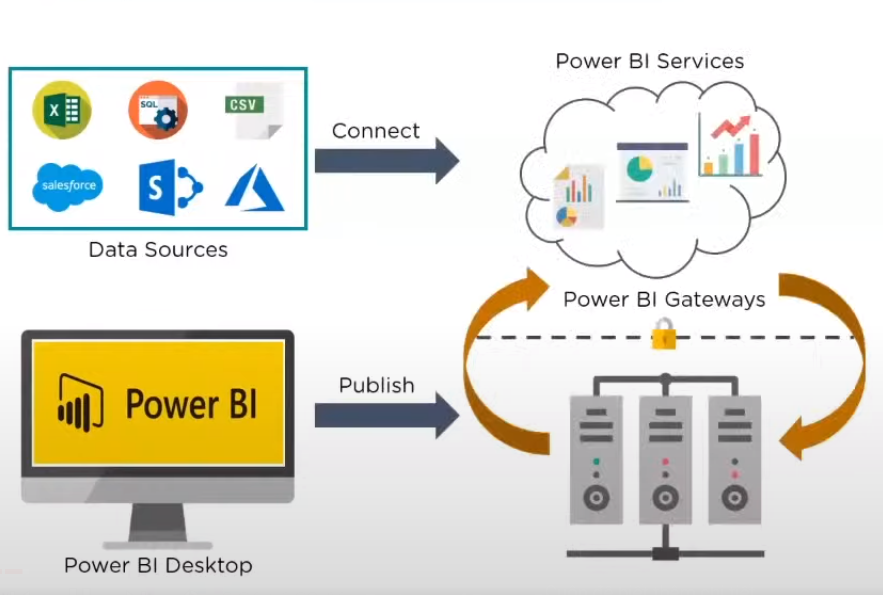 Power BI Services
SQL
CSV
Connect
salesforce
S
Data Sources
Power BI Gateways
Power BI
Publish
Power BI Desktop
X